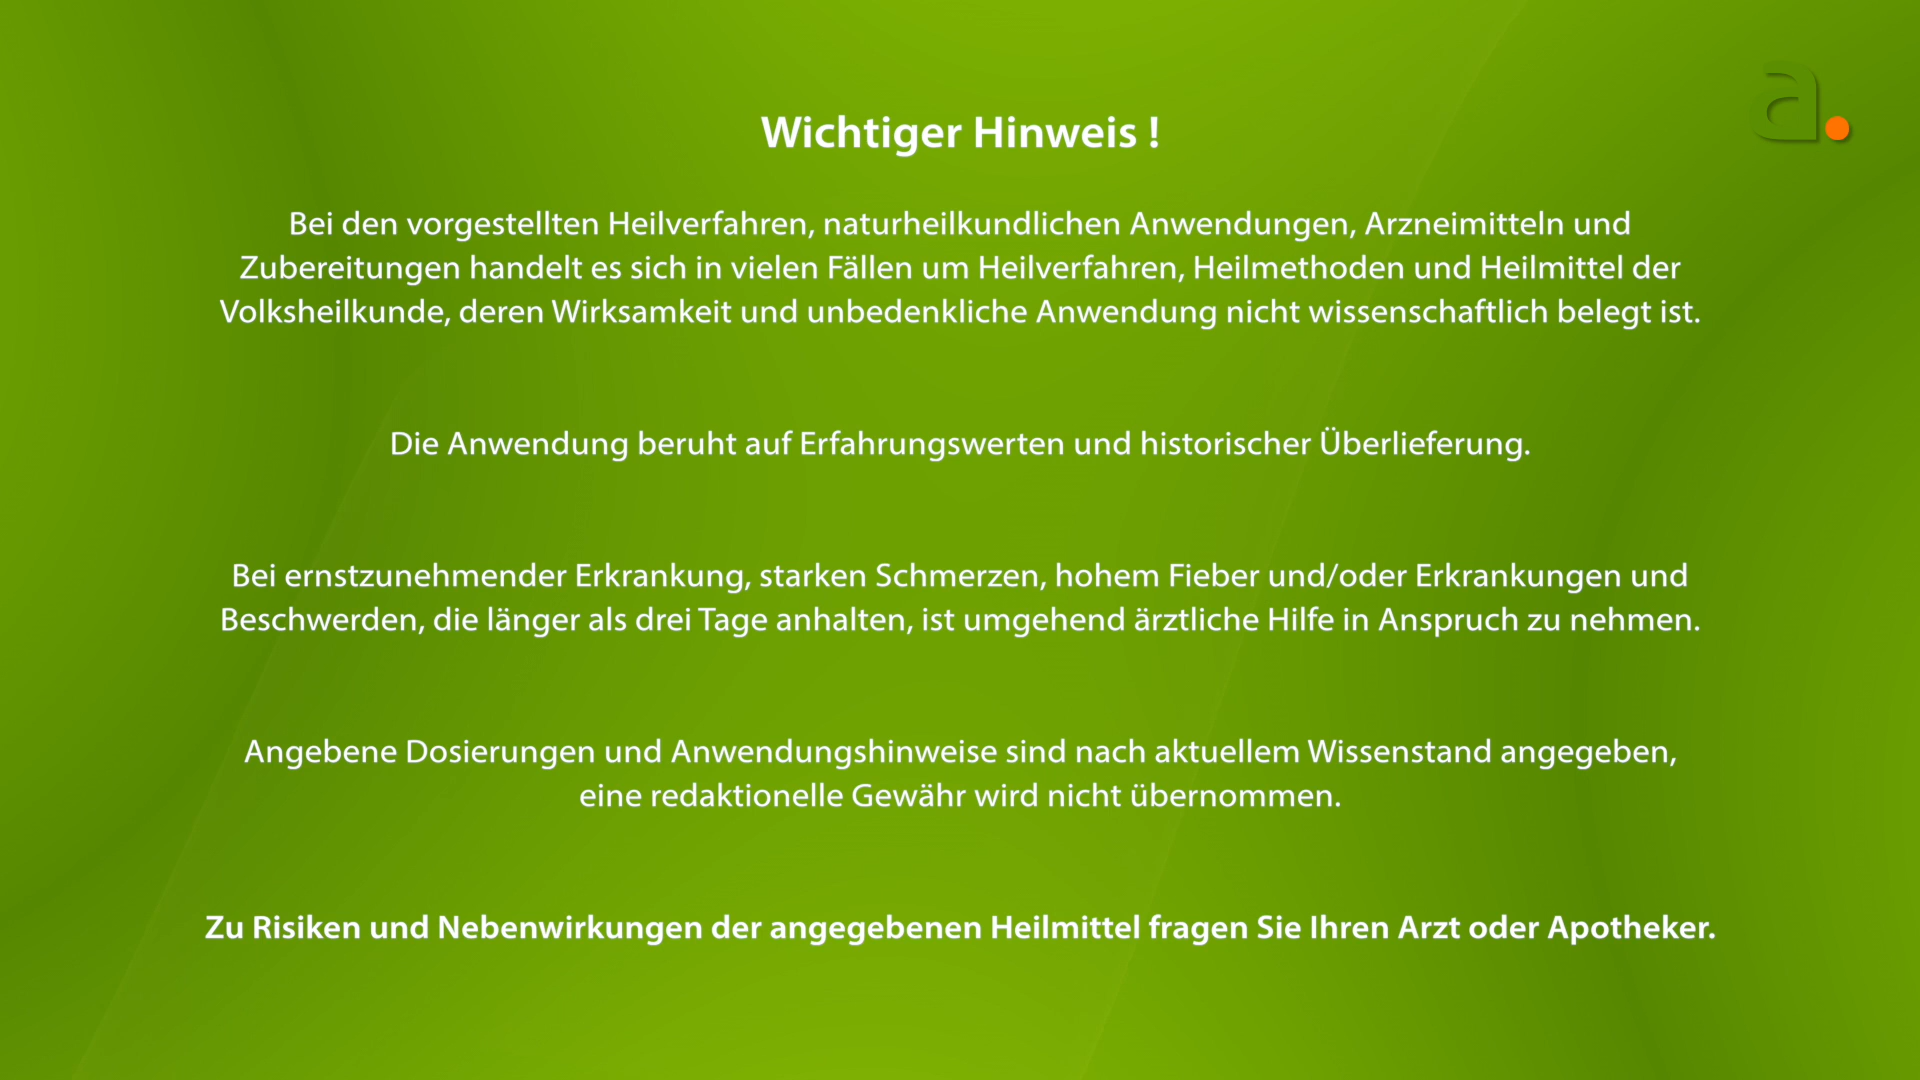 a.
Wichtiger Hinweis !
Bei den vorgestellten Heilverfahren, naturheilkundlichen Anwendungen, Arzneimitteln und
Zubereitungen handelt es sich in vielen Fällen um Heilverfahren, Heilmethoden und Heilmittel der
Volksheilkunde, deren Wirksamkeit und unbedenkliche Anwendung nicht wissenschaftlich belegt ist.
Die Anwendung beruht auf Erfahrungswerten und historischer Überlieferung.
Bei ernstzunehmender Erkrankung, starken Schmerzen, hohem Fieber und/oder Erkrankungen und
Beschwerden, die länger als drei Tage anhalten, ist umgehend ärztliche Hilfe in Anspruch zu nehmen.
Angebene Dosierungen und Anwendungshinweise sind nach aktuellem Wissenstand angegeben,
eine redaktionelle Gewähr wird nicht übernommen.
Zu Risiken und Nebenwirkungen der angegebenen Heilmittel fragen Sie Ihren Arzt oder Apotheker.